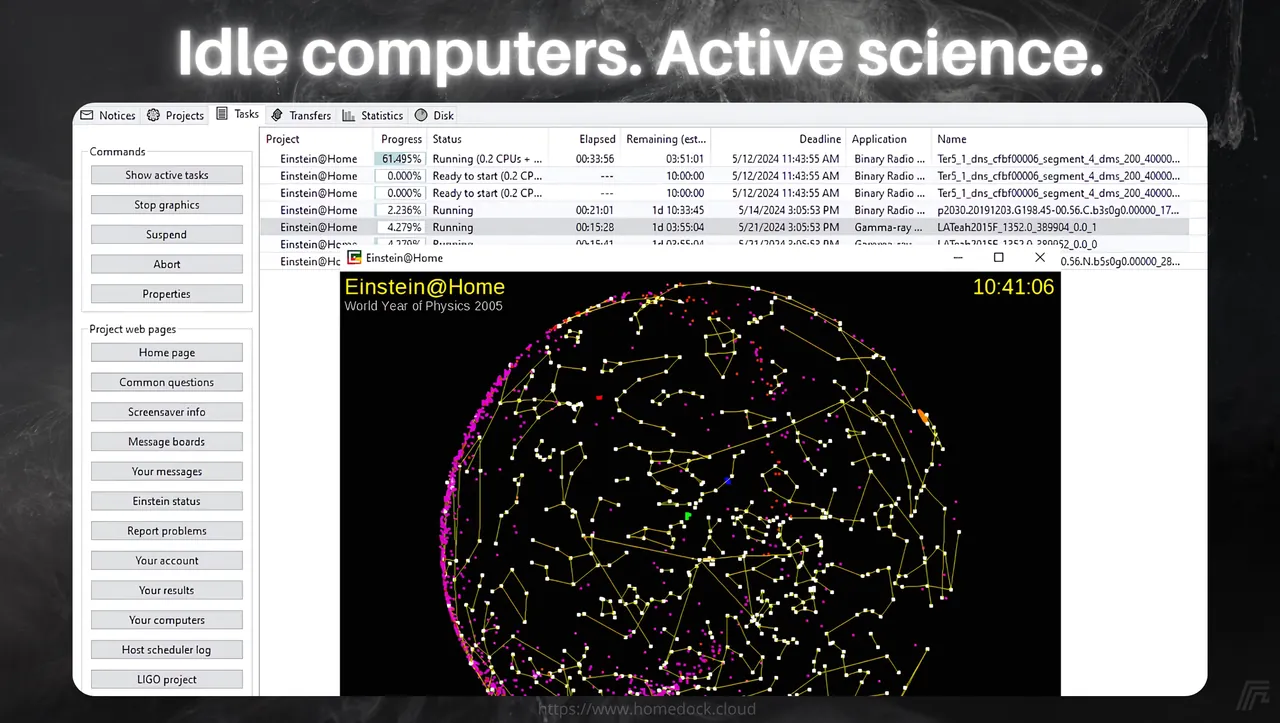 Idle computers. Active science.
Notices Projects Tasks Transfers Statistics Disk
Commands
Show active tasks
Stop graphics
Suspend
Abort
Properties
Project web pages
Home page
Common questions
Screensaver info
Message boards
Your messages
Einstein status
Report problems
Your account
Your results
Your computers
Host scheduler log
LIGO project
Project Progress Status Elapsed Remaining (est... Deadline Application Name
Einstein@Home 61.495% Running (0.2 CPUs + ... 00:33:56 03:51:01 5/12/2024 11:43:55 AM Binary Radio ... Ter5_1_dns_cfbf00006_segment_4_dms_200_40000...
Einstein@Home 0.000% Ready to start (0.2 CP... --- 10:00:00 5/12/2024 11:43:55 AM Binary Radio ... Ter5_1_dns_cfbf00006_segment_4_dms_200_40000...
Einstein@Home 0.000% Ready to start (0.2 CP... --- 10:00:00 5/12/2024 11:43:55 AM Binary Radio ... Ter5_1_dns_cfbf00006_segment_4_dms_200_40000...
Einstein@Home 2.236% Running 00:21:01 1d 10:33:45 5/14/2024 3:05:53 PM Binary Radio ... p2030.20191203.G198.45-00.56.C.b3s0g0.00000_17...
Einstein@Home 4.279% Running 00:15:28 1d 03:55:04 5/21/2024 3:05:53 PM Gamma-ray ... LATeah2015F_1352.0_389904_0.0_1
Einstein@Home 4.279% Running 00:15:41 1d 03:55:04 5/21/2024 3:05:53 PM Gamma-ray ... LATeah2015F_1352.0_389052_0.0_0
Einstein@Ho 0.56.N.b5s0g0.00000_28...
Einstein@Home
Einstein@Home 10:41:06
World Year of Physics 2005
https://www.homedock.cloud